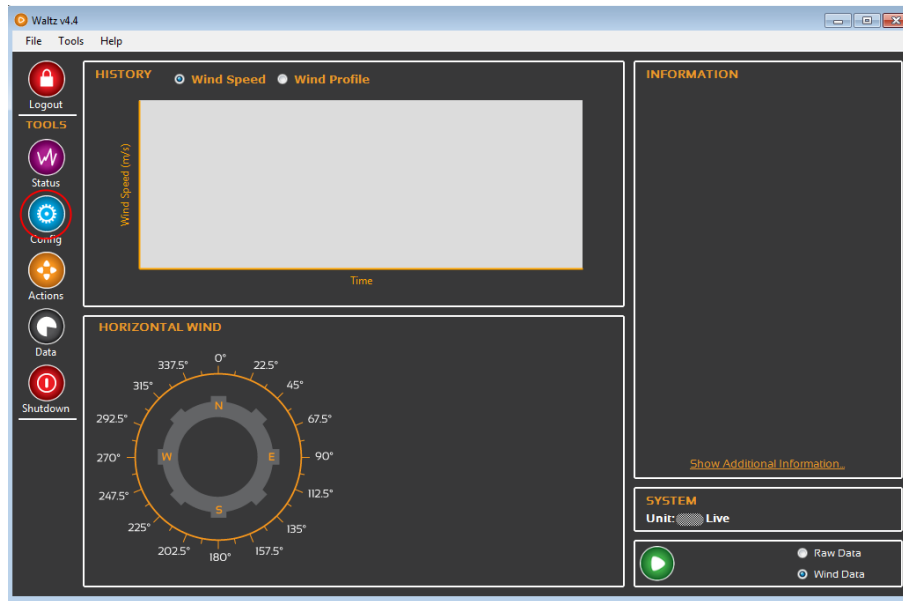 Waltz v4.4
File Tools Help
Logout
TOOLS
Status
Config
Actions
Data
Shutdown
HISTORY Wind Speed Wind Profile
Wind Speed (m/s)
Time
HORIZONTAL WIND
0°
22.5°
45°
67.5°
90°
112.5°
135°
157.5°
180°
202.5°
225°
247.5°
270°
292.5°
315°
337.5°
N
E
S
W
INFORMATION
Show Additional Information...
SYSTEM
Unit: Live
Raw Data
Wind Data